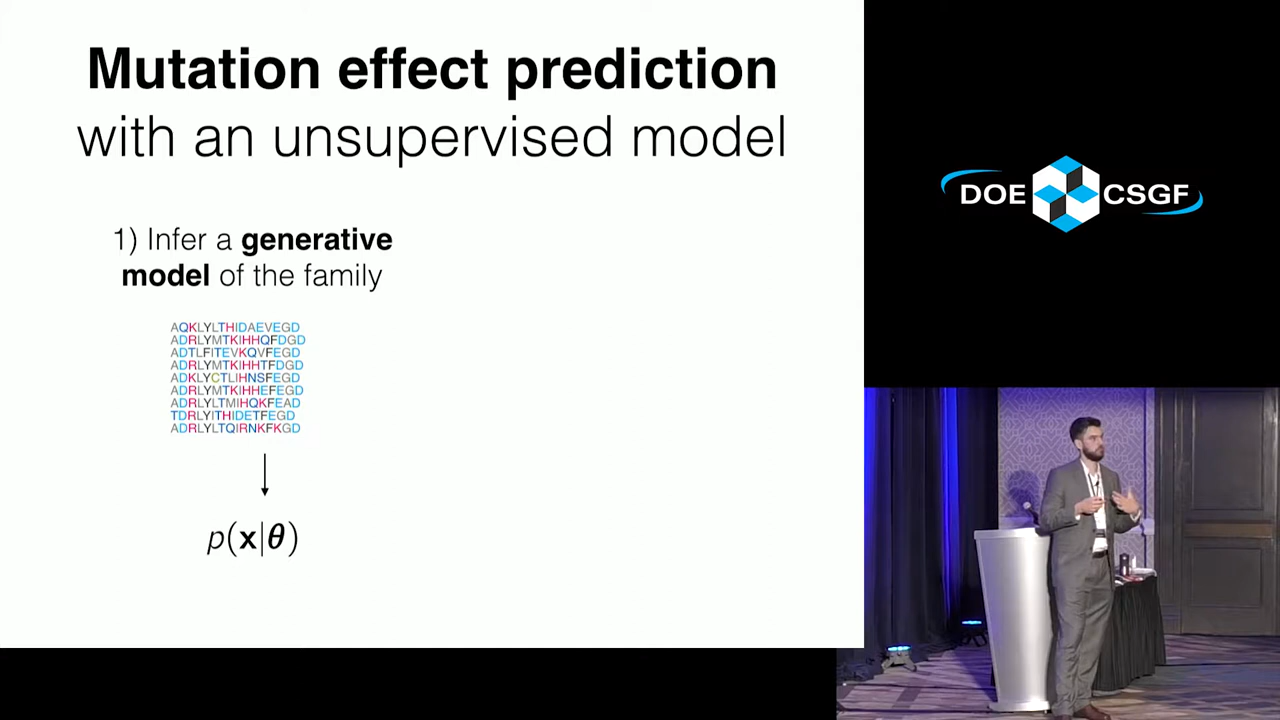 Mutation effect prediction
with an unsupervised model
1) Infer a generative
model of the family
AQKLYLTHIDAEVEGD
ADRLYMTKIHHQFDGD
ADTLFITEVKQVFEGD
ADRLYMTKIHHTFDGD
ADKLYCTLIHNSFEGD
ADRLYMTKIHHEFEGD
ADRLYLTMIHQKFEAD
TDRLYITHIDETFEGD
ADRLYLTQIRNKFKGD
p(x|θ)
DOE CSGF